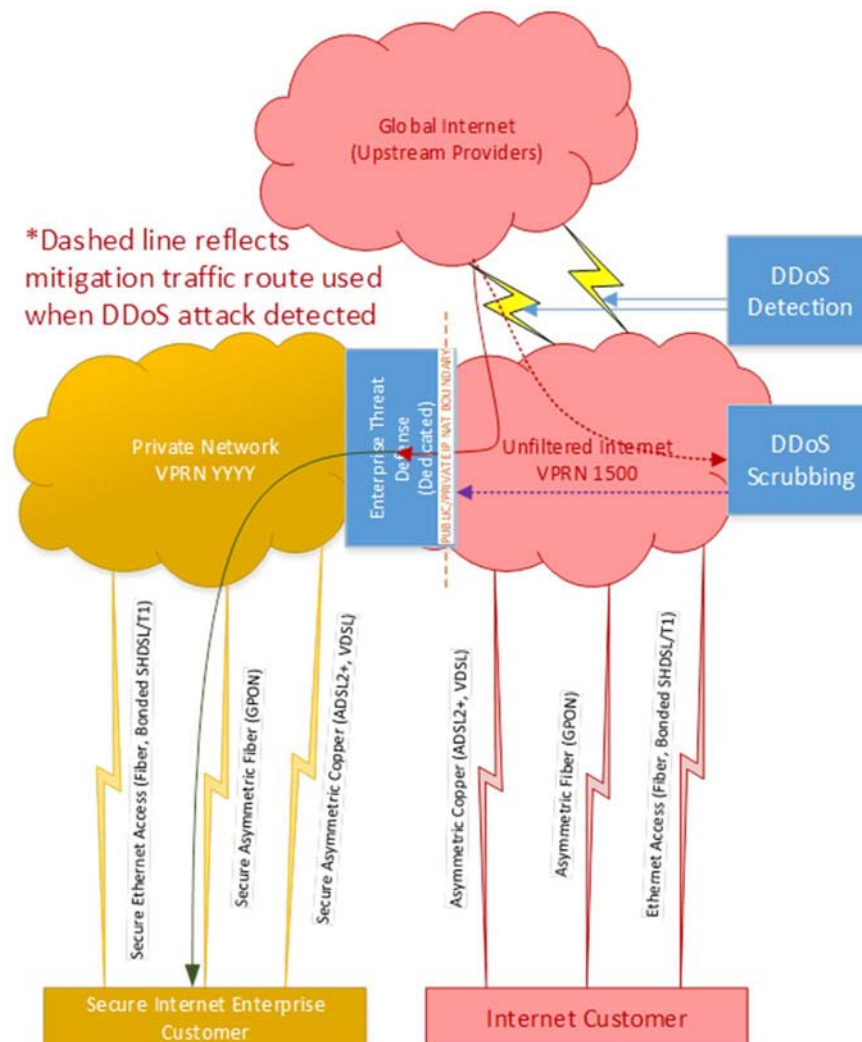 Global Internet
(Upstream Providers)
*Dashed line reflects
mitigation traffic route used
when DDoS attack detected
DDoS
Detection
Private Network
VPRN YYYY
Enterprise Threat
Defense
(Dedicated)
PUBLIC/PRIVATE IP NAT BOUNDARY
Unfiltered Internet
VPRN 1500
DDoS
Scrubbing
Secure Ethernet Access (Fiber, Bonded SHDSL/T1)
Secure Asymmetric Fiber (GPON)
Secure Asymmetric Copper (ADSL2+, VDSL)
Asymmetric Copper (ADSL2+, VDSL)
Asymmetric Fiber (GPON)
Ethernet Access (Fiber, Bonded SHDSL/T1)
Secure Internet Enterprise
Customer
Internet Customer